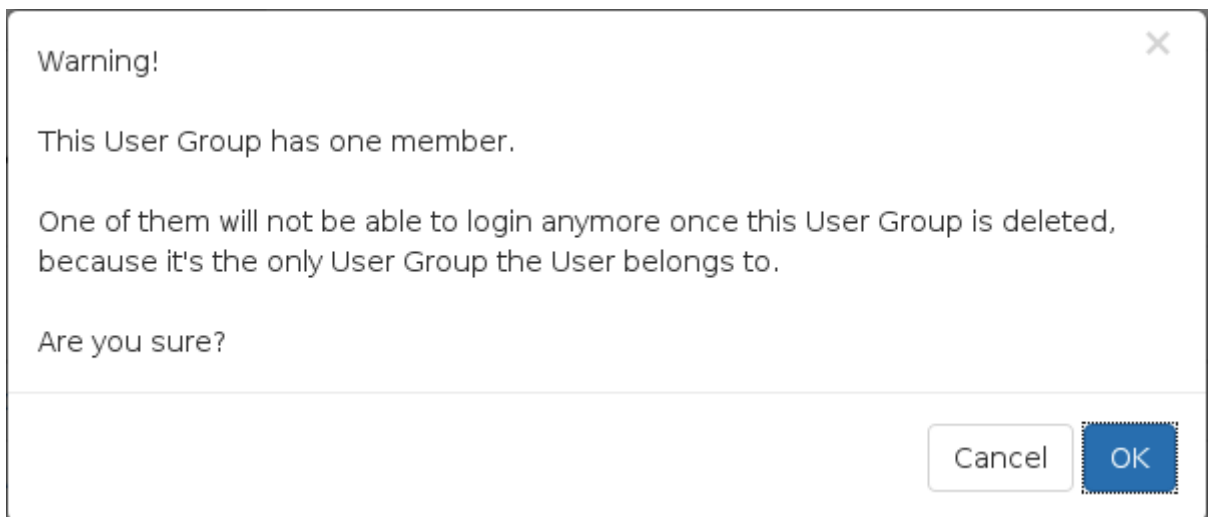 Warning!
This User Group has one member.
One of them will not be able to login anymore once this User Group is deleted,
because it's the only User Group the User belongs to.
Are you sure?
Cancel
OK